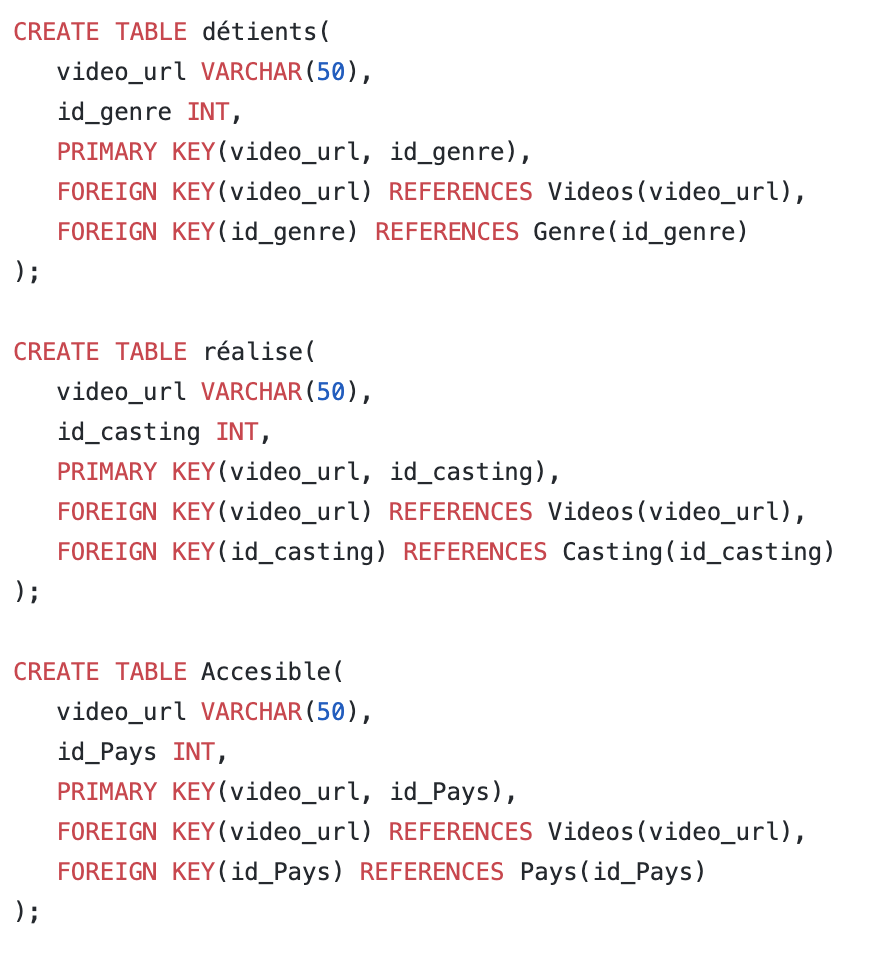 CREATE TABLE détients(
video_url VARCHAR(50),
id_genre INT,
PRIMARY KEY(video_url, id_genre),
FOREIGN KEY(video_url) REFERENCES Videos(video_url),
FOREIGN KEY(id_genre) REFERENCES Genre(id_genre)
);
CREATE TABLE réalise(
video_url VARCHAR(50),
id_casting INT,
PRIMARY KEY(video_url, id_casting),
FOREIGN KEY(video_url) REFERENCES Videos(video_url),
FOREIGN KEY(id_casting) REFERENCES Casting(id_casting)
);
CREATE TABLE Accesible(
video_url VARCHAR(50),
id_Pays INT,
PRIMARY KEY(video_url, id_Pays),
FOREIGN KEY(video_url) REFERENCES Videos(video_url),
FOREIGN KEY(id_Pays) REFERENCES Pays(id_Pays)
);